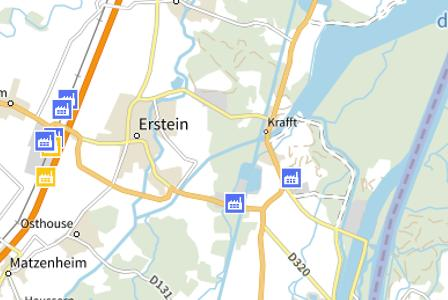 m
d
Krafft
Erstein
Osthouse
Matzenheim
D131
D320